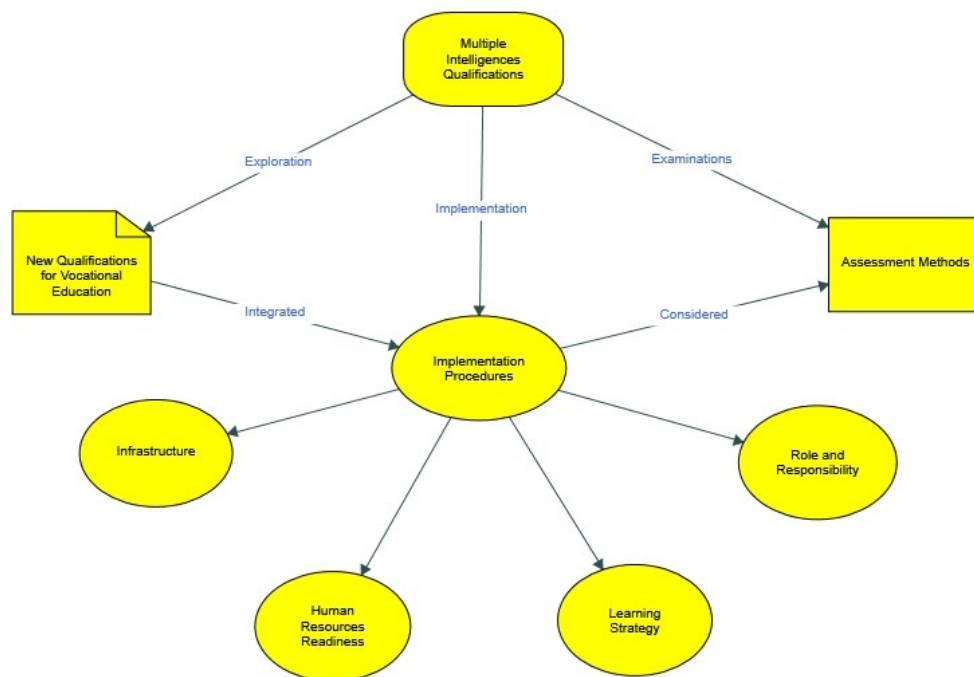 Multiple
Intelligences
Qualifications
Exploration
Examinations
Implementation
New Qualifications
for Vocational
Education
Assessment Methods
Integrated
Considered
Implementation
Procedures
Infrastructure
Role and
Responsibility
Human
Resources
Readiness
Learning
Strategy